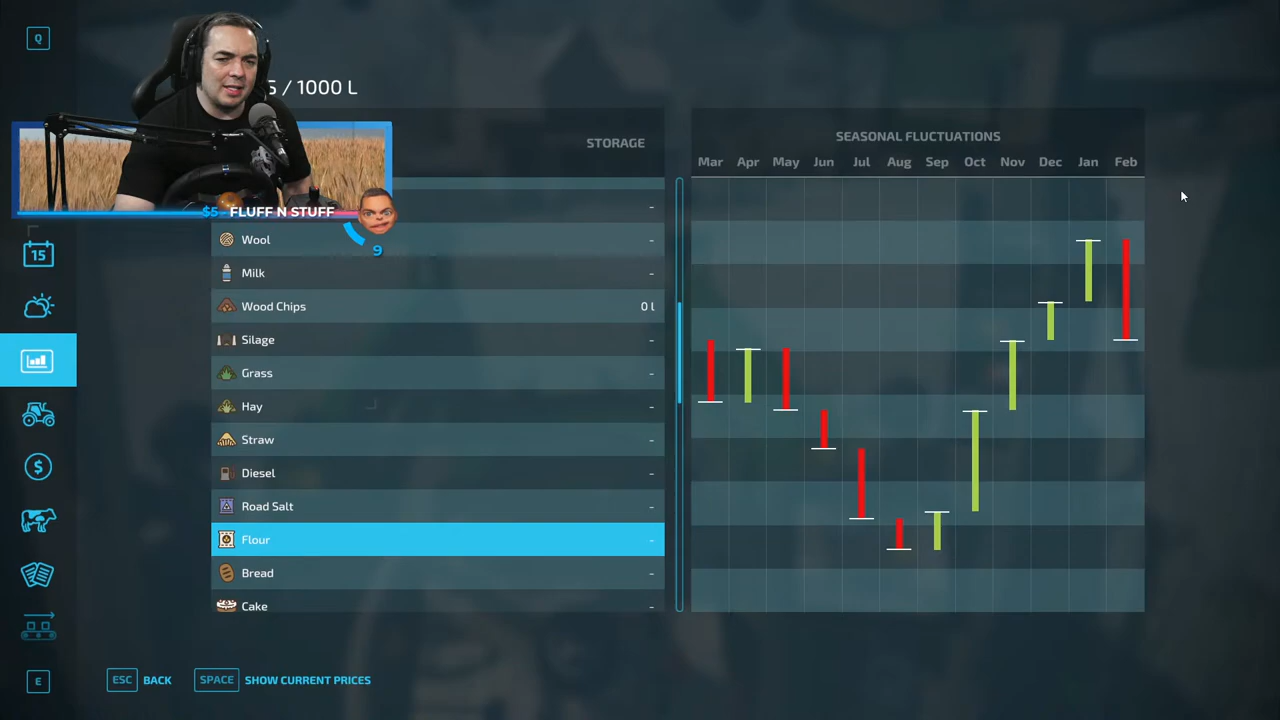 Q
5 / 1000 L
STORAGE
SEASONAL FLUCTUATIONS
Mar Apr May Jun Jul Aug Sep Oct Nov Dec Jan Feb
-
$5 FLUFF N STUFF
9
15
Wool -
Milk -
Wood Chips 0 l
Silage -
Grass -
Hay -
Straw -
Diesel -
Road Salt -
Flour -
Bread -
Cake -
$
E
ESC BACK SPACE SHOW CURRENT PRICES